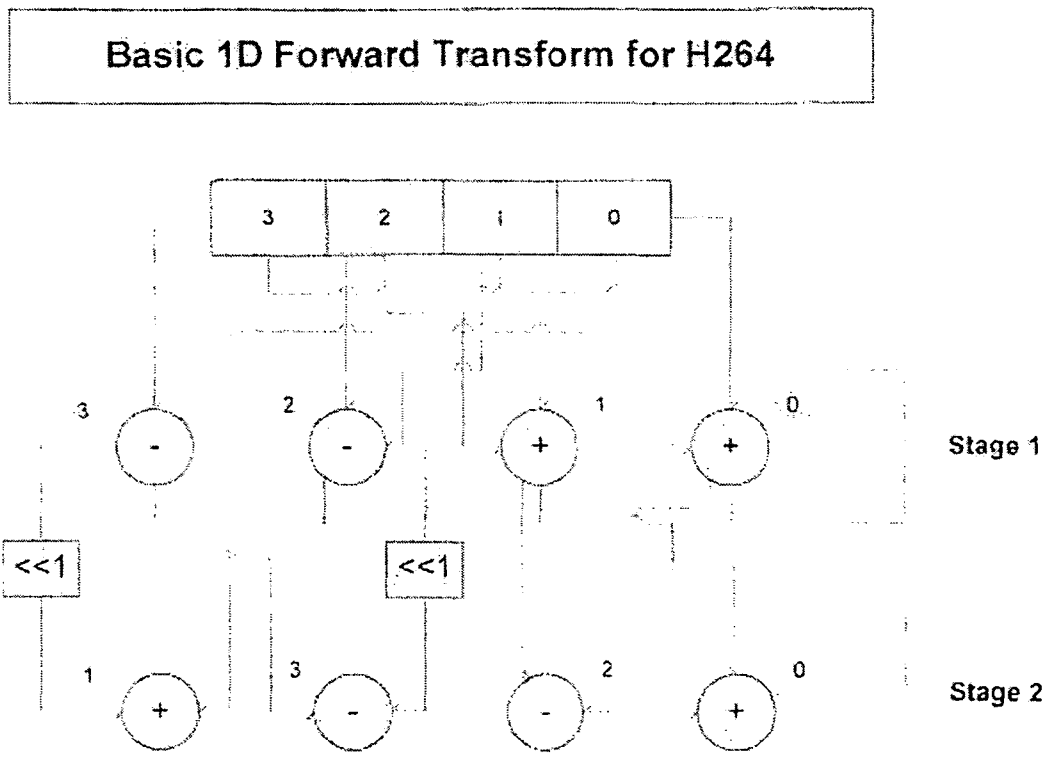 Basic 1D Forward Transform for H264
3 2 1 0
3 2 1 0
- - + + Stage 1
<<1 <<1
1 3 2 0
+ - - + Stage 2